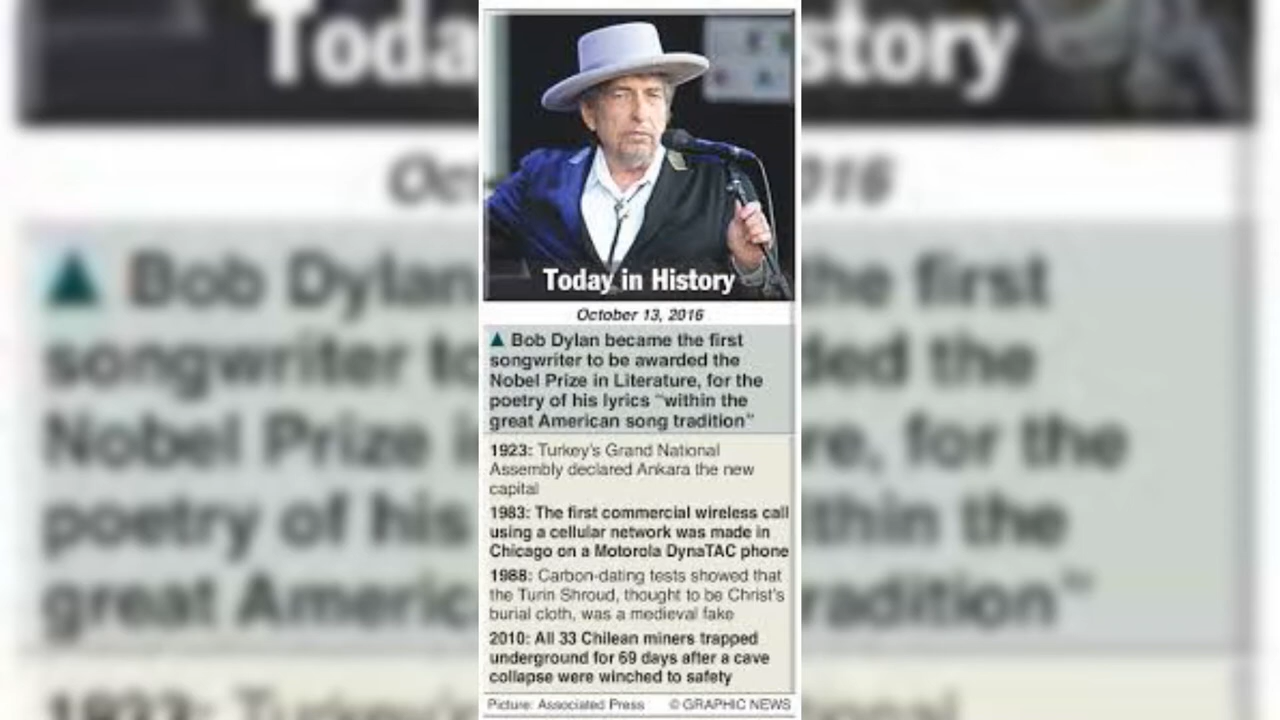 Today in History
October 13, 2016
▲ Bob Dylan became the first
songwriter to be awarded the
Nobel Prize in Literature, for the
poetry of his lyrics “within the
great American song tradition”
1923: Turkey's Grand National
Assembly declared Ankara the new
capital
1983: The first commercial wireless call
using a cellular network was made in
Chicago on a Motorola DynaTAC phone
1988: Carbon-dating tests showed that
the Turin Shroud, thought to be Christ's
burial cloth, was a medieval fake
2010: All 33 Chilean miners trapped
underground for 69 days after a cave
collapse were winched to safety
Picture: Associated Press © GRAPHIC NEWS